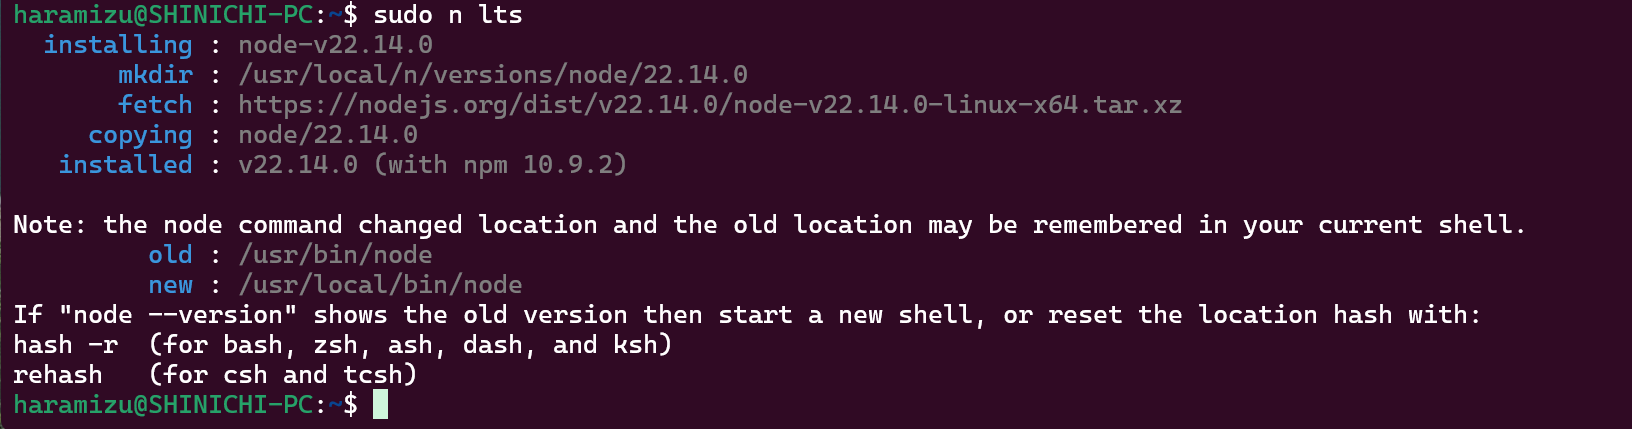 haramizu@SHINICHI-PC:~$ sudo n lts
  installing : node-v22.14.0
       mkdir : /usr/local/n/versions/node/22.14.0
       fetch : https://nodejs.org/dist/v22.14.0/node-v22.14.0-linux-x64.tar.xz
     copying : node/22.14.0
   installed : v22.14.0 (with npm 10.9.2)

Note: the node command changed location and the old location may be remembered in your current shell.
         old : /usr/bin/node
         new : /usr/local/bin/node
If "node --version" shows the old version then start a new shell, or reset the location hash with:
hash -r  (for bash, zsh, ash, dash, and ksh)
rehash   (for csh and tcsh)
haramizu@SHINICHI-PC:~$